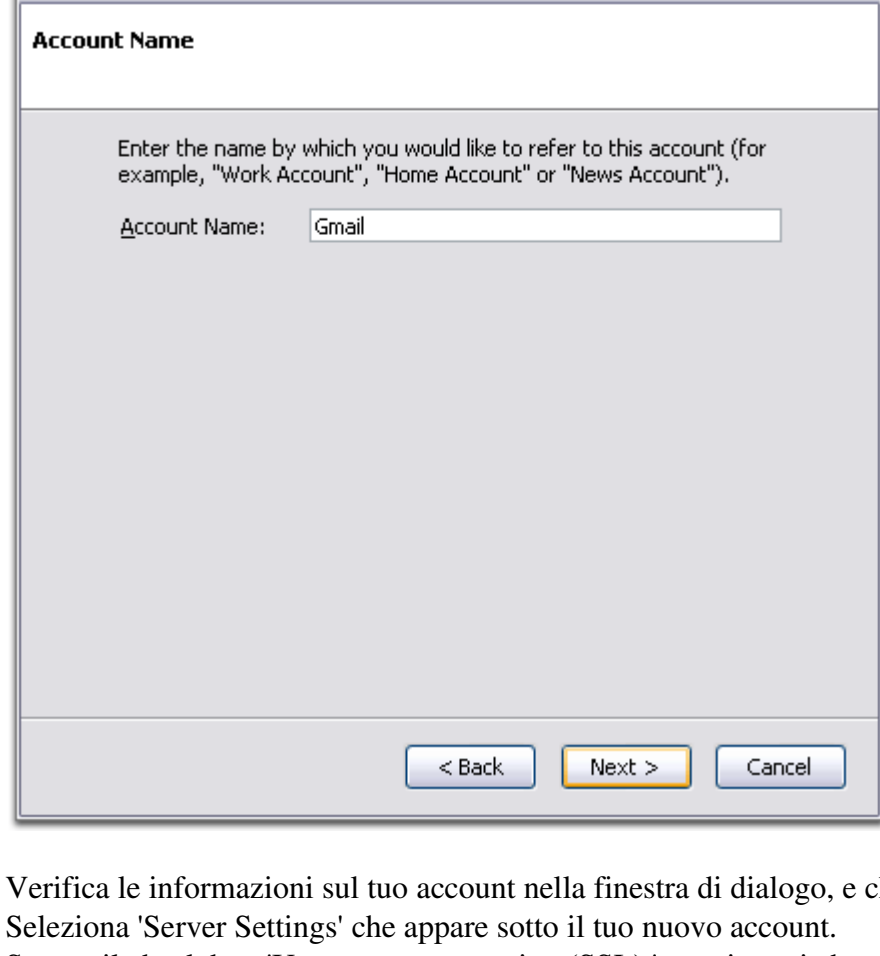 Account Name
Enter the name by which you would like to refer to this account (for
example, "Work Account", "Home Account" or "News Account").
Account Name: Gmail
< Back Next > Cancel
Verifica le informazioni sul tuo account nella finestra di dialogo, e
Seleziona 'Server Settings' che appare sotto il tuo nuovo account.